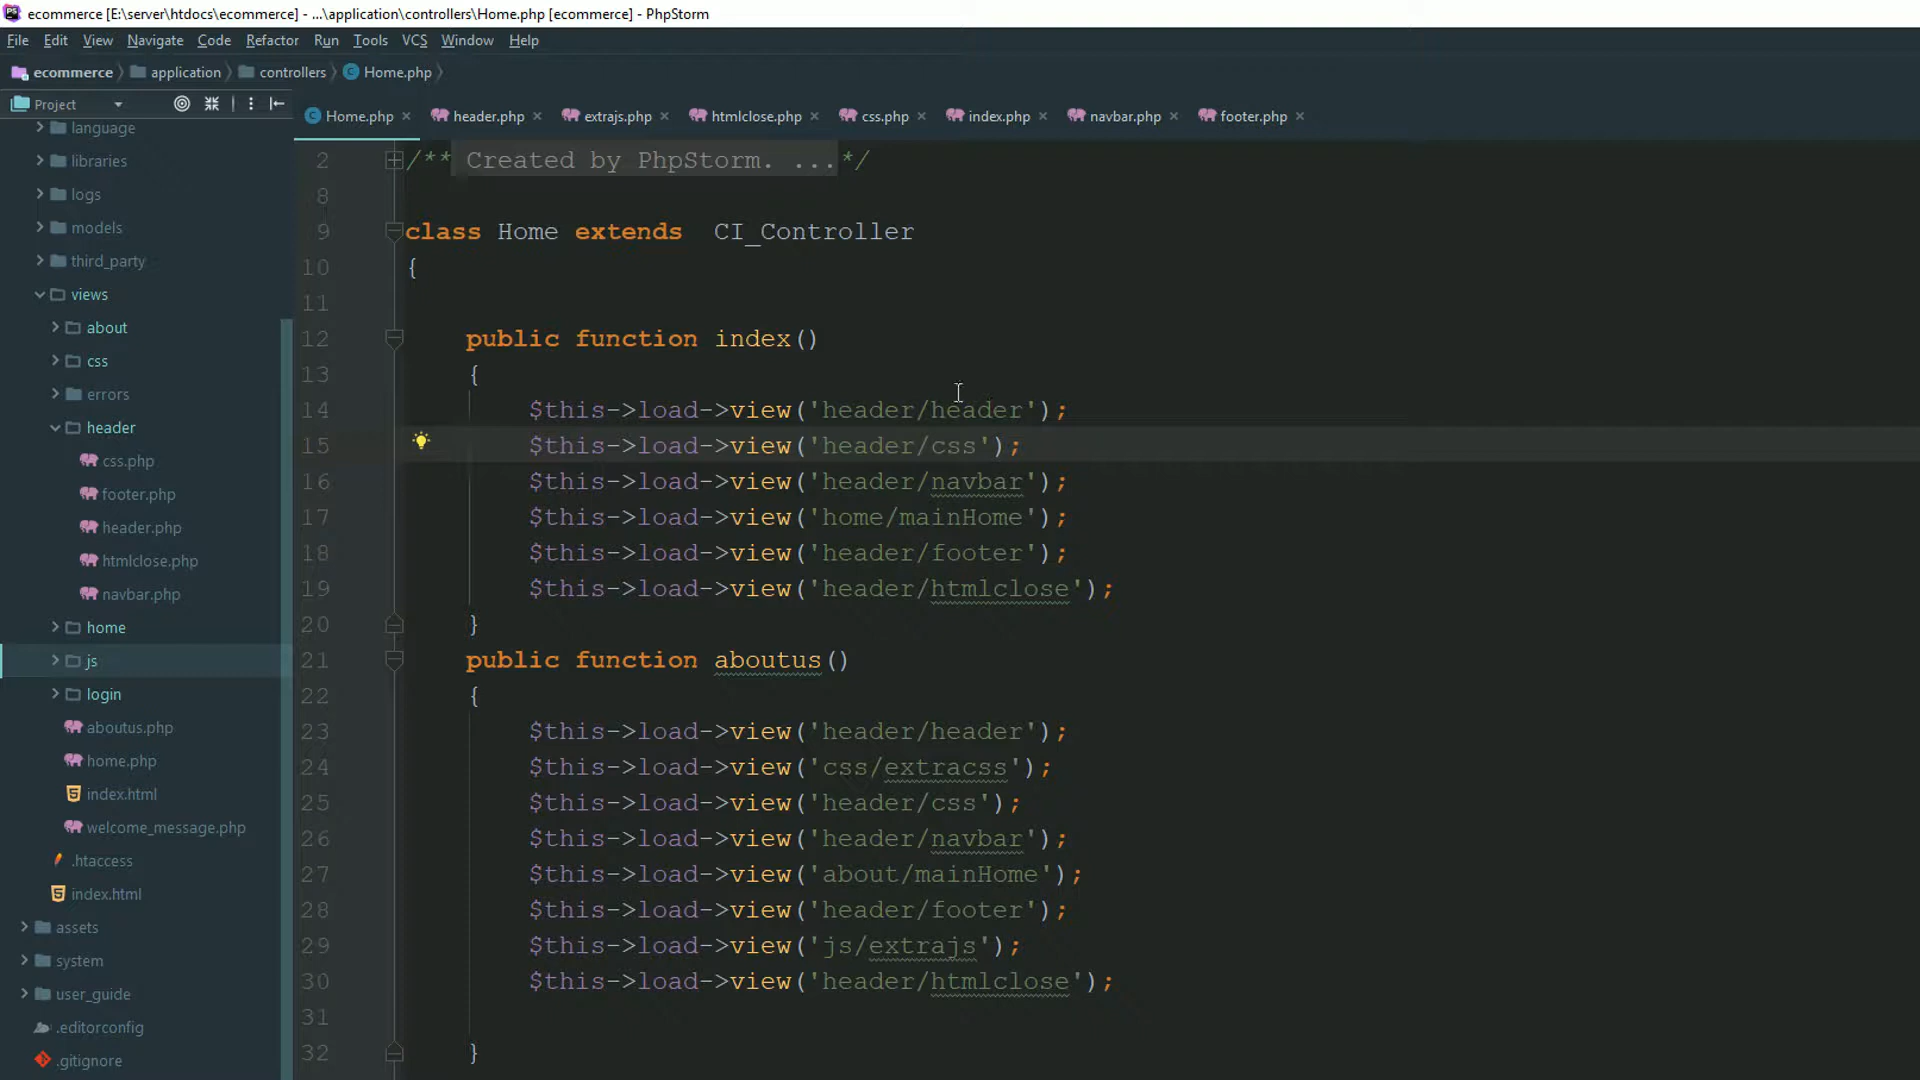 ecommerce [E:\server\htdocs\ecommerce] - ...\application\controllers\Home.php [ecommerce] - PhpStorm
File Edit View Navigate Code Refactor Run Tools VCS Window Help
ecommerce application controllers Home.php
Project
Home.php header.php extrajs.php htmlclose.php css.php index.php navbar.php footer.php
language
libraries
logs
models
third_party
views
about
css
errors
header
css.php
footer.php
header.php
htmlclose.php
navbar.php
home
js
login
aboutus.php
home.php
index.html
welcome_message.php
.htaccess
index.html
assets
system
user_guide
.editorconfig
.gitignore
2 /** Created by PhpStorm. ...*/
8
9 class Home extends  CI_Controller
10 {
11
12 public function index()
13 {
14 $this->load->view('header/header');
15 $this->load->view('header/css');
16 $this->load->view('header/navbar');
17 $this->load->view('home/mainHome');
18 $this->load->view('header/footer');
19 $this->load->view('header/htmlclose');
20 }
21 public function aboutus()
22 {
23 $this->load->view('header/header');
24 $this->load->view('css/extracss');
25 $this->load->view('header/css');
26 $this->load->view('header/navbar');
27 $this->load->view('about/mainHome');
28 $this->load->view('header/footer');
29 $this->load->view('js/extrajs');
30 $this->load->view('header/htmlclose');
31
32 }